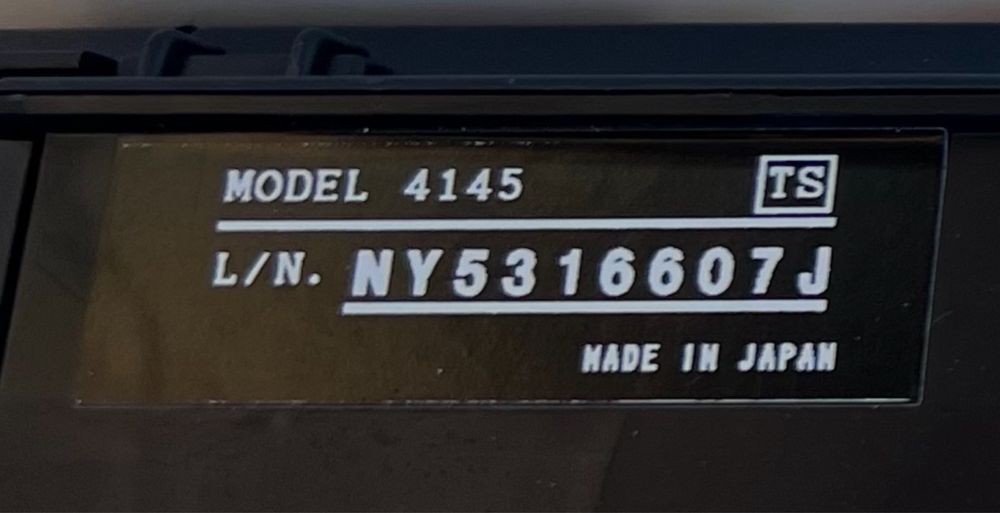 MODEL 4145 TS
L/N. NY5316607J
MADE IN JAPAN